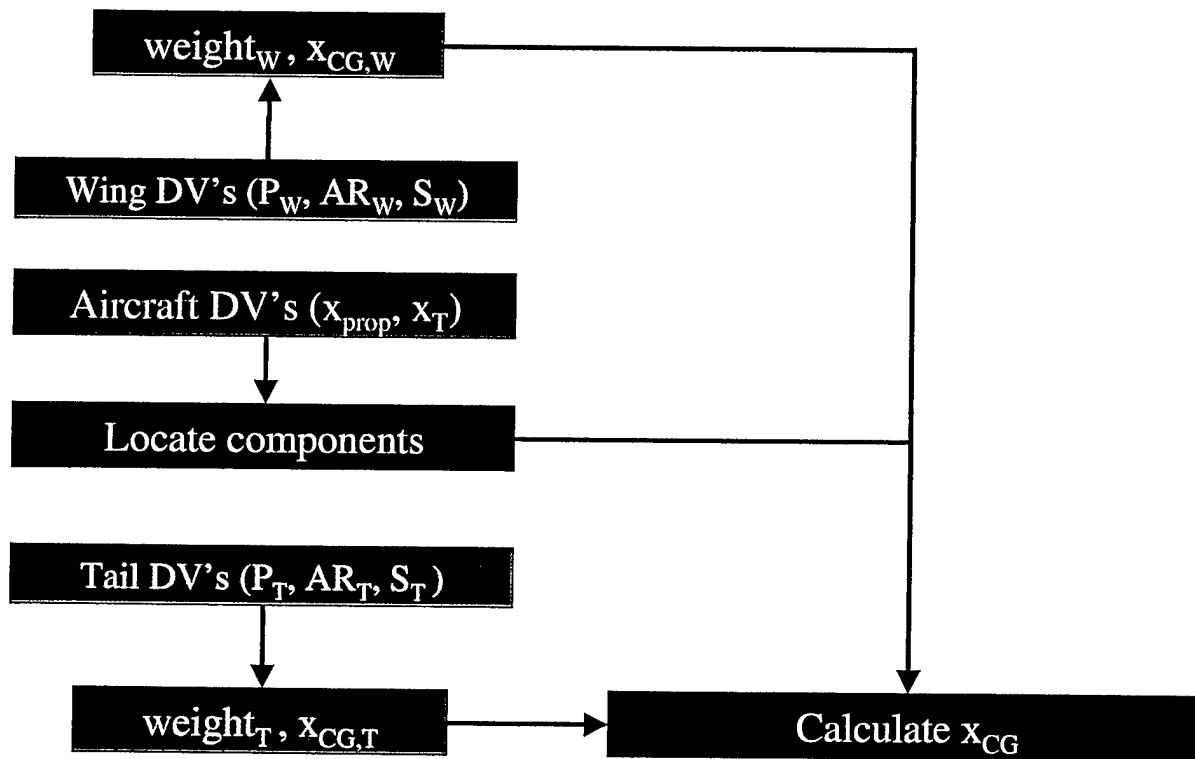 weight_W, x_CG,W
Wing DV's (P_W, AR_W, S_W)
Aircraft DV's (x_prop, x_T)
Locate components
Tail DV's (P_T, AR_T, S_T)
weight_T, x_CG,T
Calculate x_CG